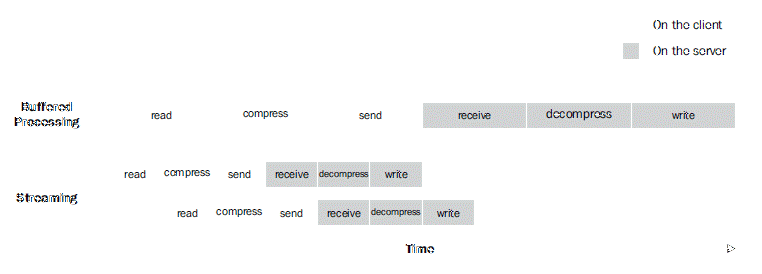 On the client
On the server
Buffered
Processing
read compress send receive decompress write
Streaming
read compress send receive decompress write
read compress send receive decompress write
Time